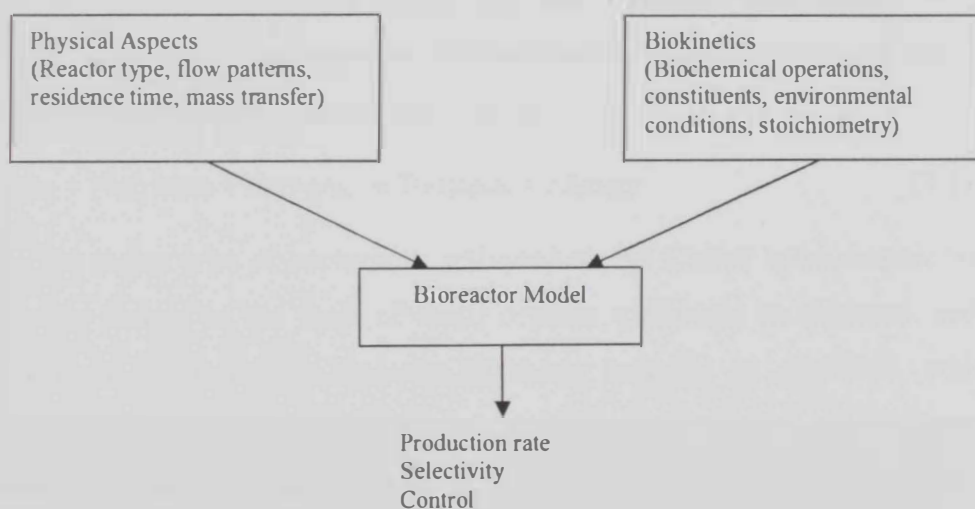 Physical Aspects
(Reactor type, flow patterns,
residence time, mass transfer)
Biokinetics
(Biochemical operations,
constituents, environmental
conditions, stoichiometry)
Bioreactor Model
Production rate
Selectivity
Control